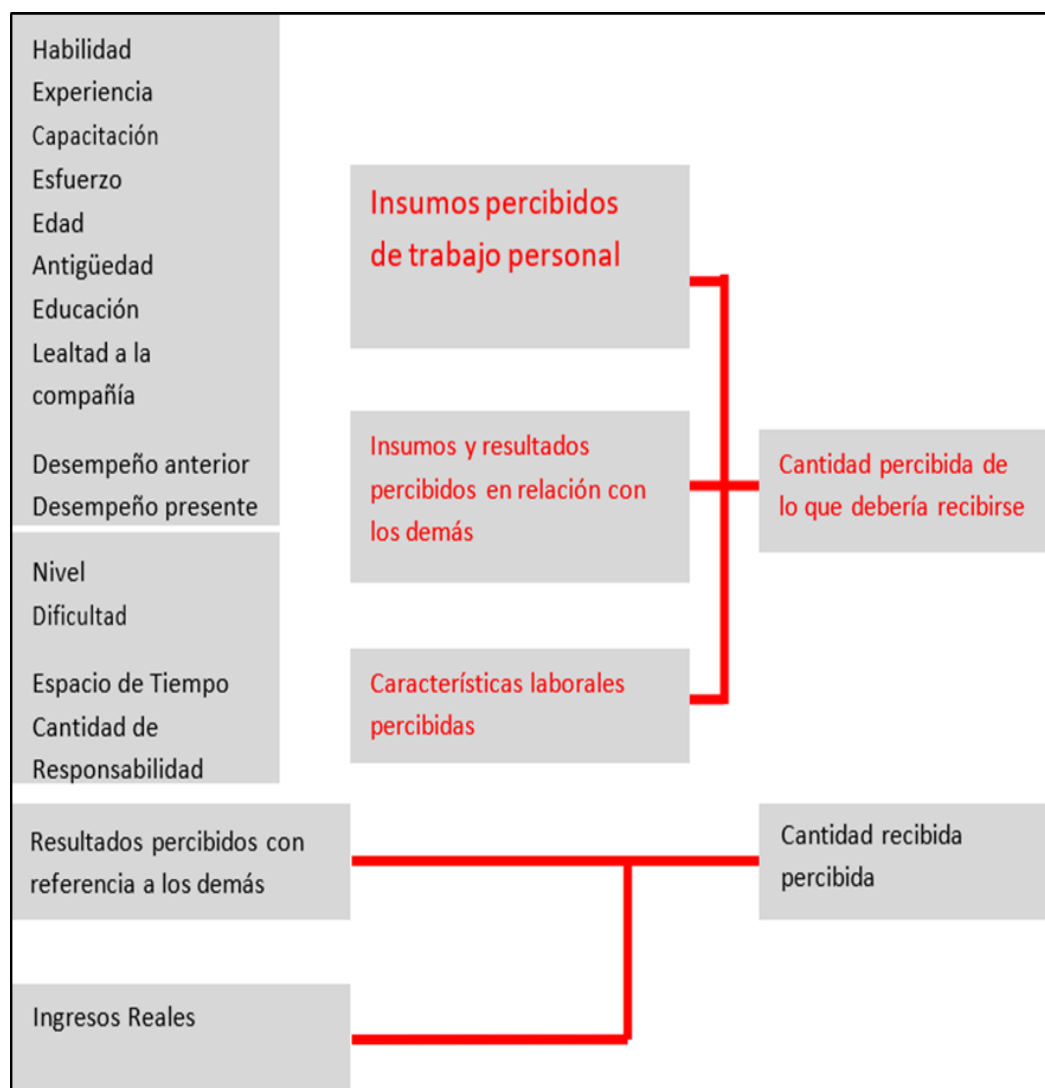 Habilidad
Experiencia
Capacitación
Esfuerzo
Edad
Antigüedad
Educación
Lealtad a la
compañía
Desempeño anterior
Desempeño presente
Nivel
Dificultad
Espacio de Tiempo
Cantidad de
Responsabilidad
Insumos percibidos
de trabajo personal
Insumos y resultados
percibidos en relación con
los demás
Características laborales
percibidas
Cantidad percibida de
lo que debería recibirse
Resultados percibidos con
referencia a los demás
Ingresos Reales
Cantidad recibida
percibida